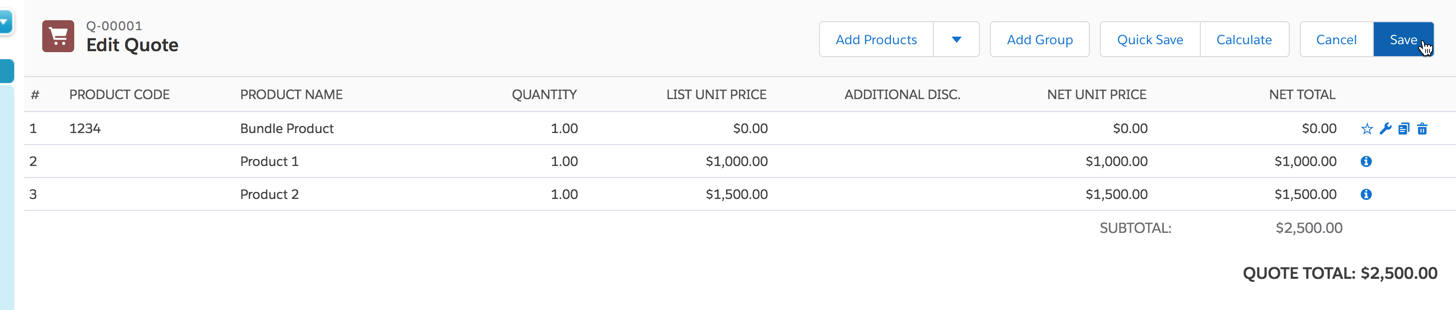 Q-00001
Edit Quote
Add Products
Add Group
Quick Save
Calculate
Cancel
Save
# PRODUCT CODE PRODUCT NAME QUANTITY LIST UNIT PRICE ADDITIONAL DISC. NET UNIT PRICE NET TOTAL
1 1234 Bundle Product 1.00 $0.00 $0.00 $0.00
2 Product 1 1.00 $1,000.00 $1,000.00 $1,000.00
3 Product 2 1.00 $1,500.00 $1,500.00 $1,500.00
SUBTOTAL: $2,500.00
QUOTE TOTAL: $2,500.00